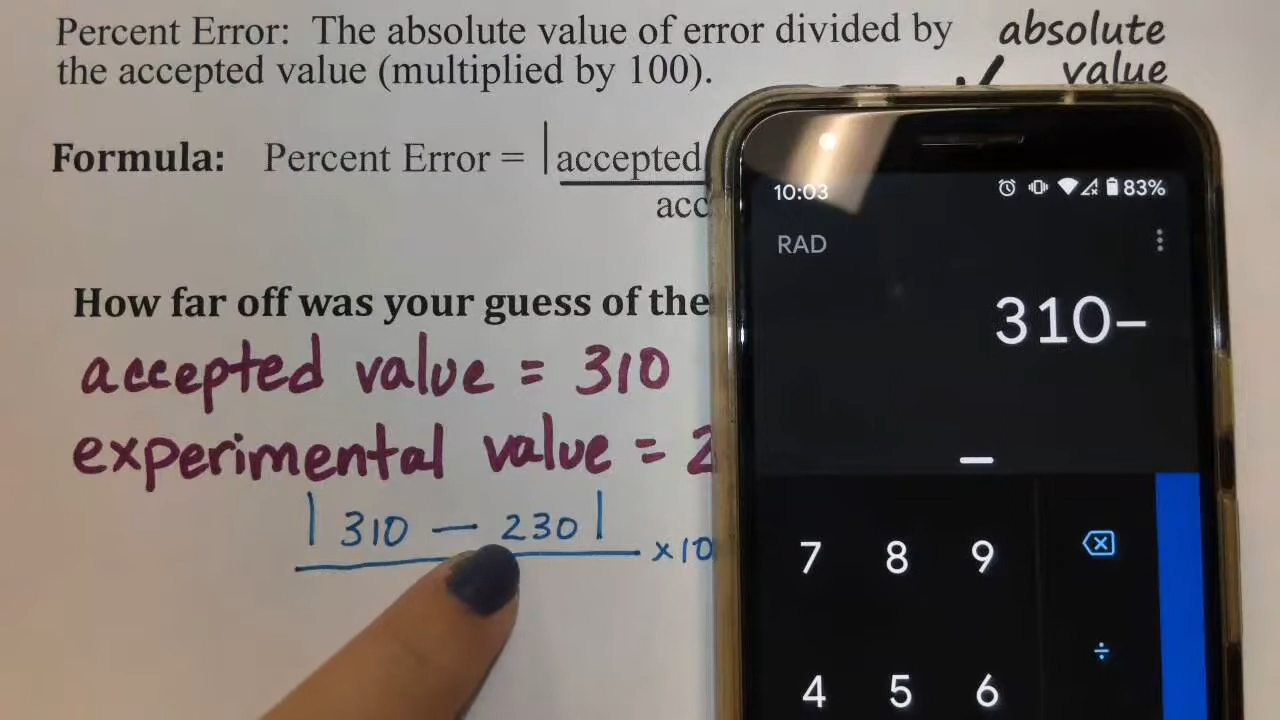 Percent Error: The absolute value of error divided by
the accepted value (multiplied by 100).
absolute
value
Formula: Percent Error = |accepted
acc
How far off was your guess of the
accepted value = 310
experimental value = 2
|310 — 230|
×10
10:03
83%
RAD
310–
7 8 9
÷
4 5 6